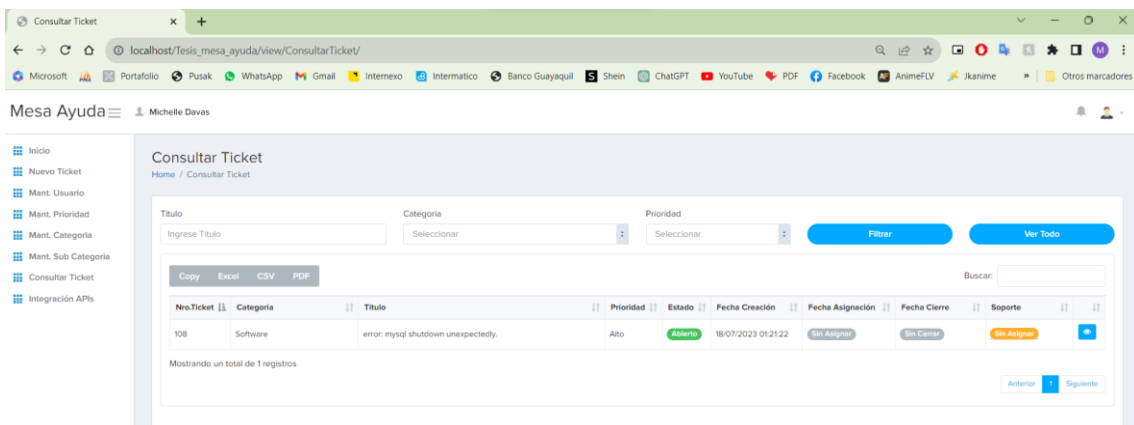 Consultar Ticket
localhost/Tesis_mesa_ayuda/view/ConsultarTicket/
Microsoft Portafolio Pusak WhatsApp Gmail Internexo Intermatico Banco Guayaquil Shein ChatGPT YouTube PDF Facebook AnimeFLV Jkanime » Otros marcadores
Mesa Ayuda Michelle Davas
Inicio
Nuevo Ticket
Mant. Usuario
Mant. Prioridad
Mant. Categoria
Mant. Sub Categoria
Consultar Ticket
Integración APIs
Consultar Ticket
Home / Consultar Ticket
Titulo Categoria Prioridad
Ingrese Titulo Seleccionar Seleccionar Filtrar Ver Todo
Copy Excel CSV PDF Buscar:
Nro.Ticket Categoria Titulo Prioridad Estado Fecha Creación Fecha Asignación Fecha Cierre Soporte
108 Software error: mysql shutdown unexpectedly. Alto Abierto 18/07/2023 01:21:22 Sin Asignar Sin Cerrar Sin Asignar
Mostrando un total de 1 registros
Anterior 1 Siguiente